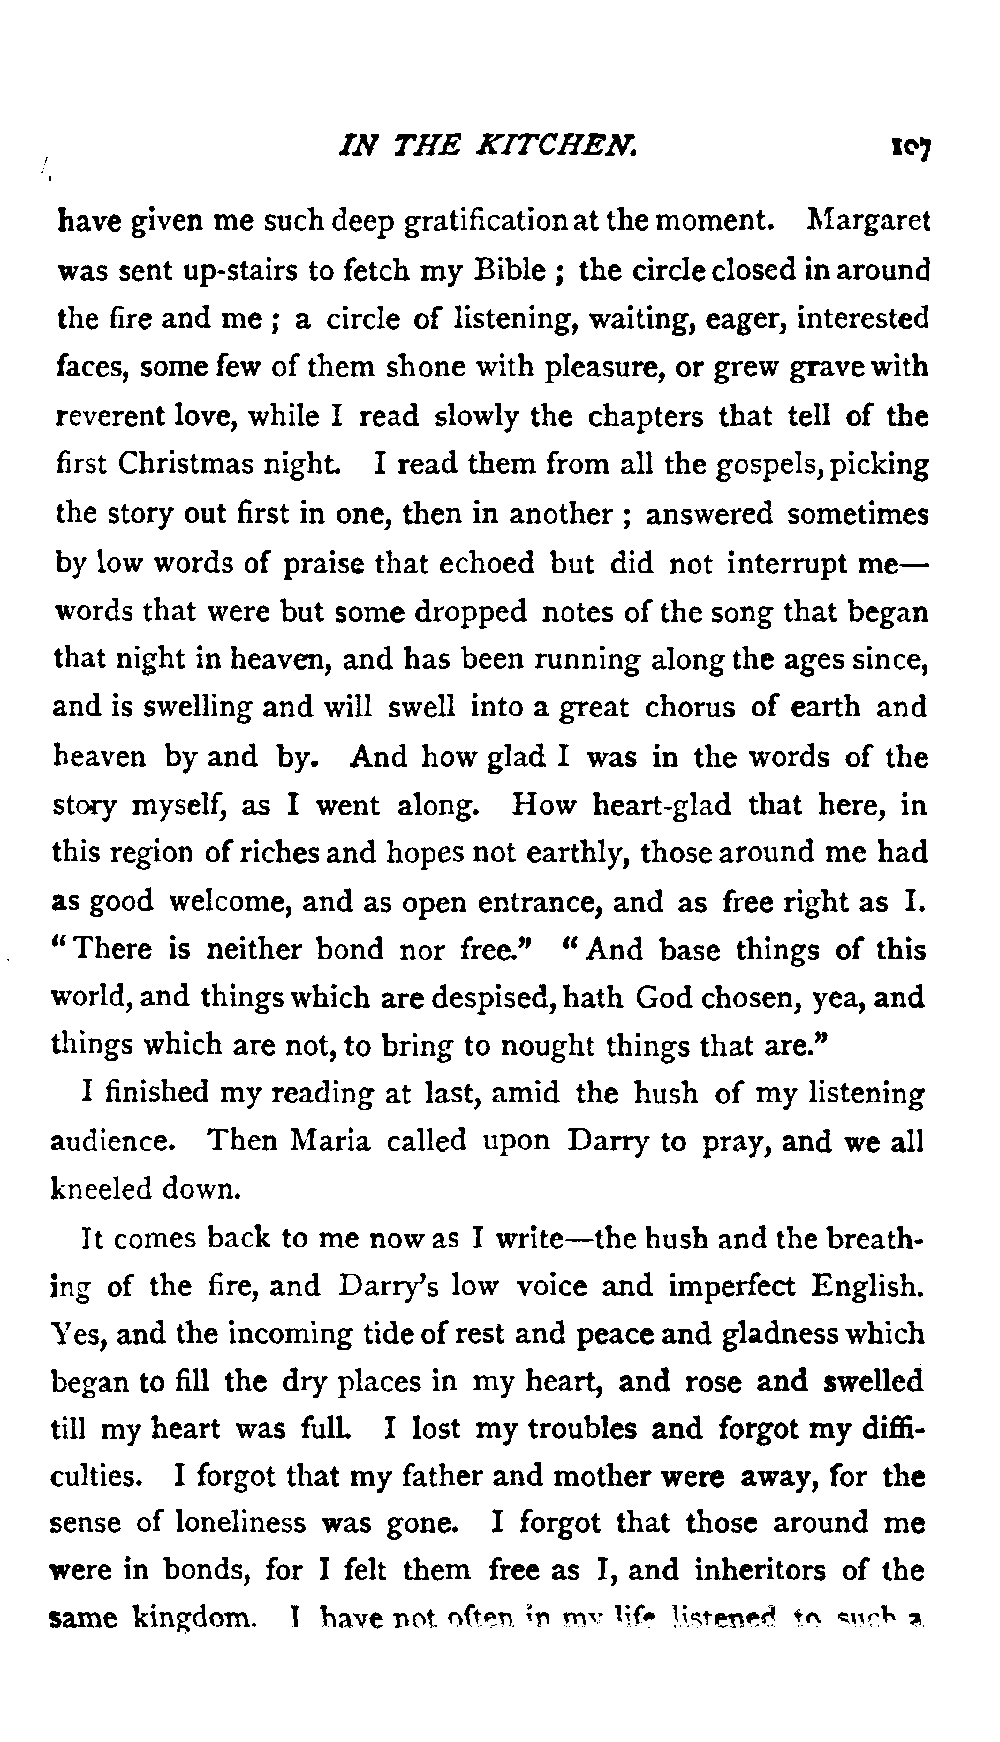 IN THE KITCHEN. 107
have given me such deep gratification at the moment. Margaret
was sent up-stairs to fetch my Bible ; the circle closed in around
the fire and me ; a circle of listening, waiting, eager, interested
faces, some few of them shone with pleasure, or grew grave with
reverent love, while I read slowly the chapters that tell of the
first Christmas night. I read them from all the gospels, picking
the story out first in one, then in another ; answered sometimes
by low words of praise that echoed but did not interrupt me—
words that were but some dropped notes of the song that began
that night in heaven, and has been running along the ages since,
and is swelling and will swell into a great chorus of earth and
heaven by and by. And how glad I was in the words of the
story myself, as I went along. How heart-glad that here, in
this region of riches and hopes not earthly, those around me had
as good welcome, and as open entrance, and as free right as I.
“There is neither bond nor free.” “And base things of this
world, and things which are despised, hath God chosen, yea, and
things which are not, to bring to nought things that are.”
I finished my reading at last, amid the hush of my listening
audience. Then Maria called upon Darry to pray, and we all
kneeled down.
It comes back to me now as I write—the hush and the breath-
ing of the fire, and Darry’s low voice and imperfect English.
Yes, and the incoming tide of rest and peace and gladness which
began to fill the dry places in my heart, and rose and swelled
till my heart was full. I lost my troubles and forgot my diffi-
culties. I forgot that my father and mother were away, for the
sense of loneliness was gone. I forgot that those around me
were in bonds, for I felt them free as I, and inheritors of the
same kingdom. I have not often in my life listened to such a